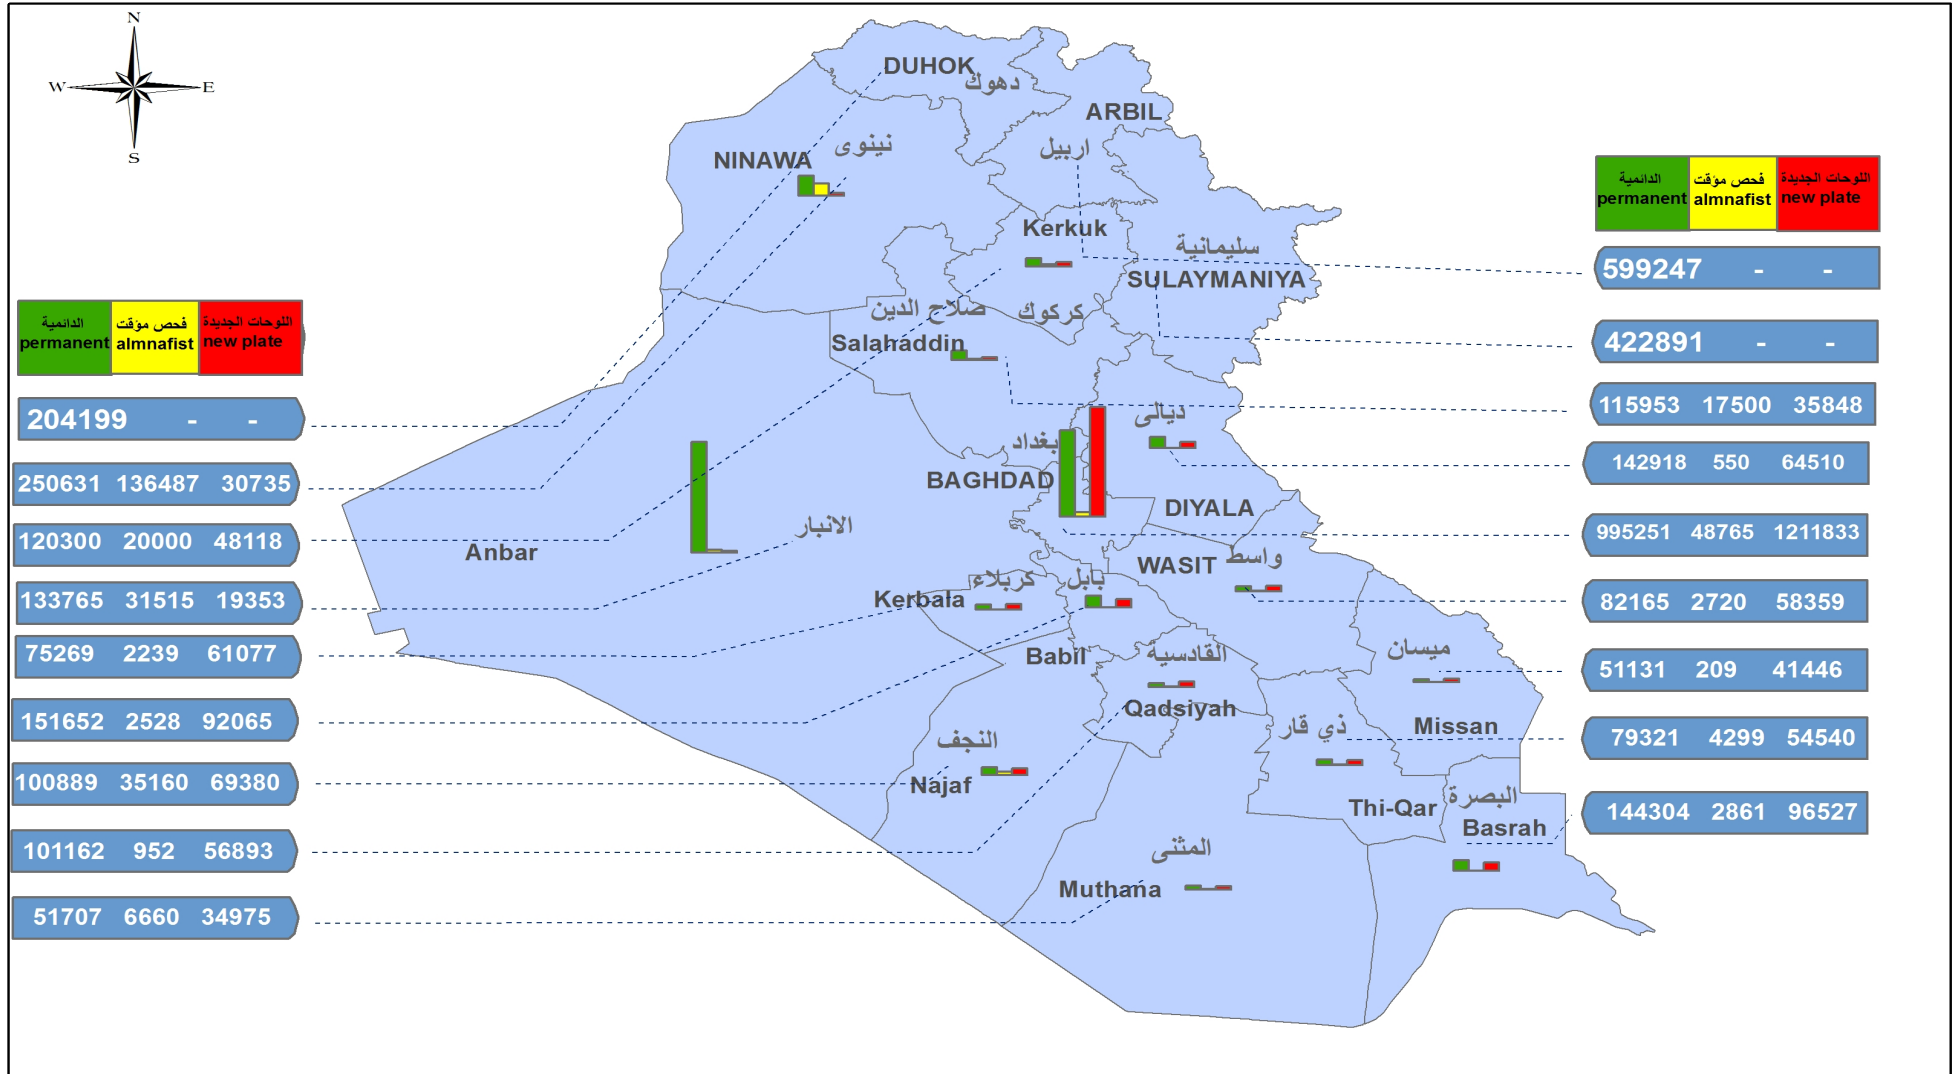 N
W E
S
DUHOK
دهوك
ARBIL
اربيل
نينوى
NINAWA
Kerkuk
كركوك
سليمانية
SULAYMANIYA
صلاح الدين
Salahaddin
ديالى
DIYALA
بغداد
BAGHDAD
الانبار
Anbar
WASIT واسط
كربلاء
Kerbala
بابل
Babil
القادسية
Qadsiyah
ميسان
Missan
النجف
Najaf
ذي قار
Thi-Qar
البصرة
Basrah
المثنى
Muthana
الدائمية فحص مؤقت اللوحات الجديدة
permanent almnafist new plate
204199 - -
250631 136487 30735
120300 20000 48118
133765 31515 19353
75269 2239 61077
151652 2528 92065
100889 35160 69380
101162 952 56893
51707 6660 34975
الدائمية فحص مؤقت اللوحات الجديدة
permanent almnafist new plate
599247 - -
422891 - -
115953 17500 35848
142918 550 64510
995251 48765 1211833
82165 2720 58359
51131 209 41446
79321 4299 54540
144304 2861 96527